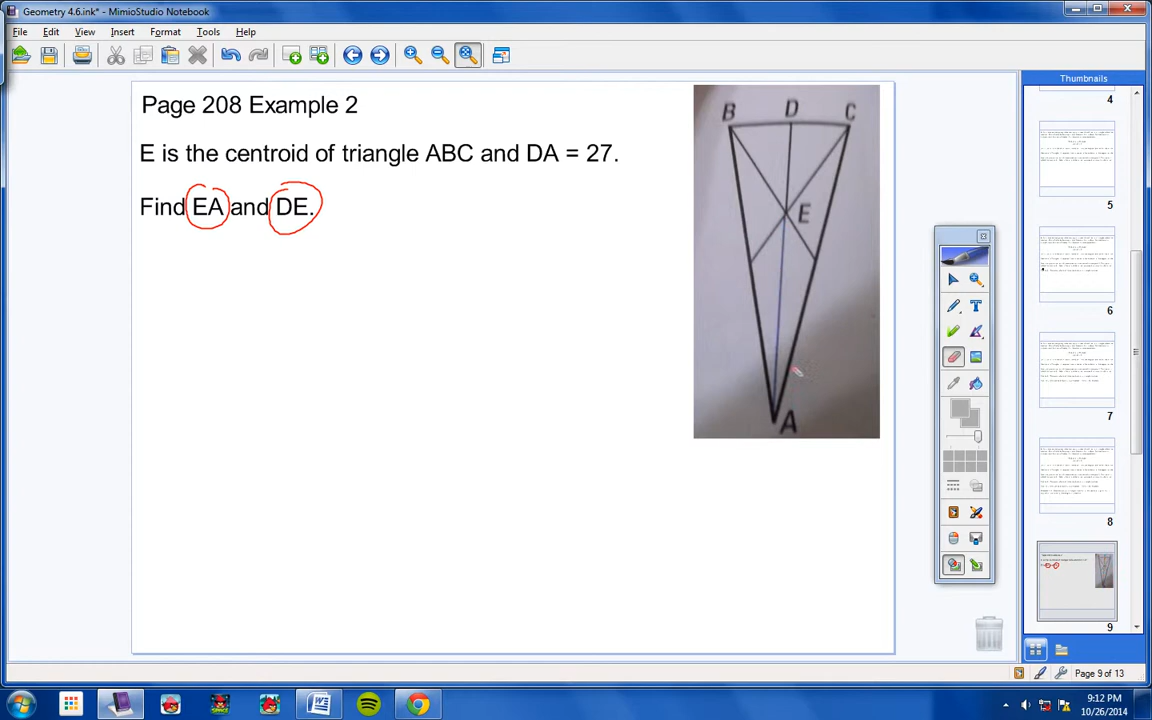 Geometry 4.6.ink* - MimioStudio Notebook
File Edit View Insert Format Tools Help
Thumbnails
Page 208 Example 2
E is the centroid of triangle ABC and DA = 27.
Find EA and DE.
B D C
E
A
4
5
6
7
8
9
Page 9 of 13
9:12 PM
10/26/2014